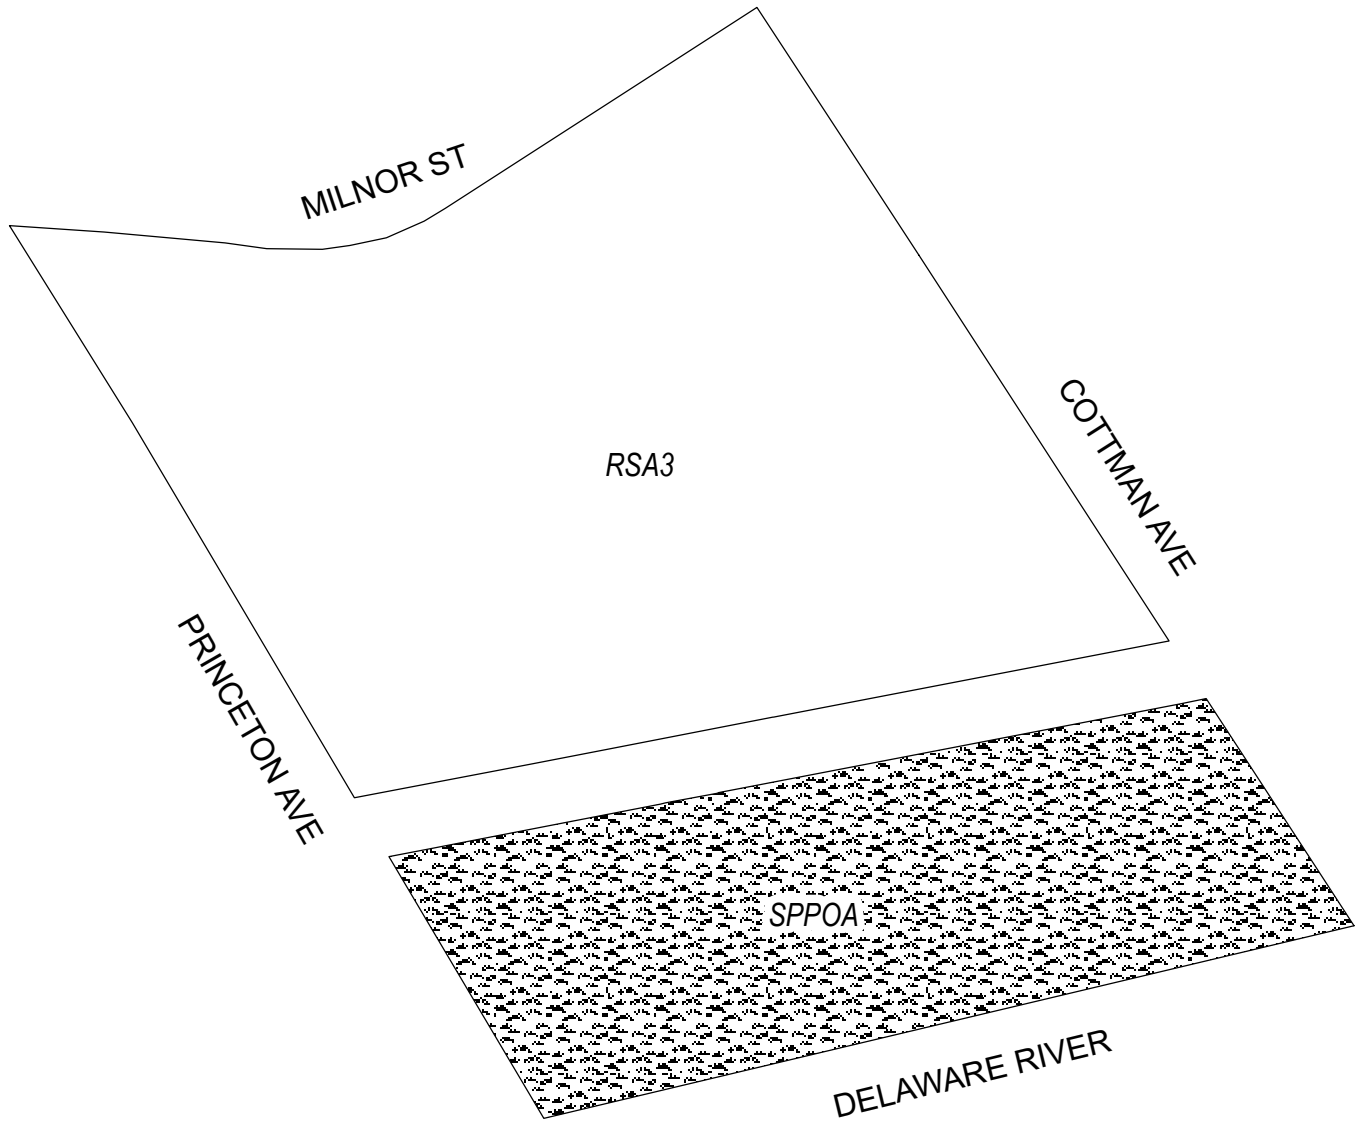 MILNOR ST
COTTMAN AVE
RSA3
PRINCETON AVE
SPPOA
DELAWARE RIVER